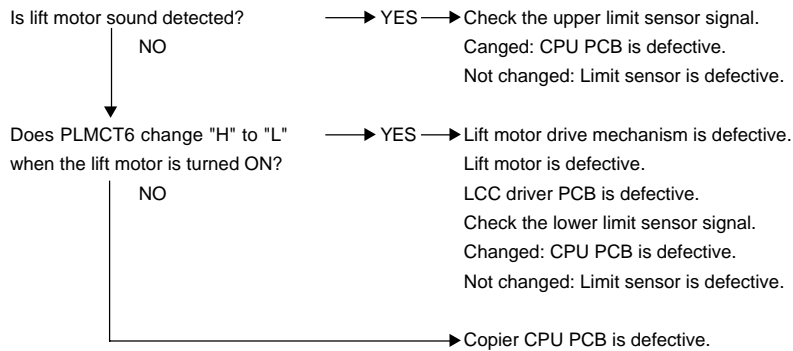 Is lift motor sound detected? YES Check the upper limit sensor signal.
NO Canged: CPU PCB is defective.
Not changed: Limit sensor is defective.
Does PLMCT6 change "H" to "L" YES Lift motor drive mechanism is defective.
when the lift motor is turned ON? Lift motor is defective.
NO LCC driver PCB is defective.
Check the lower limit sensor signal.
Changed: CPU PCB is defective.
Not changed: Limit sensor is defective.
Copier CPU PCB is defective.